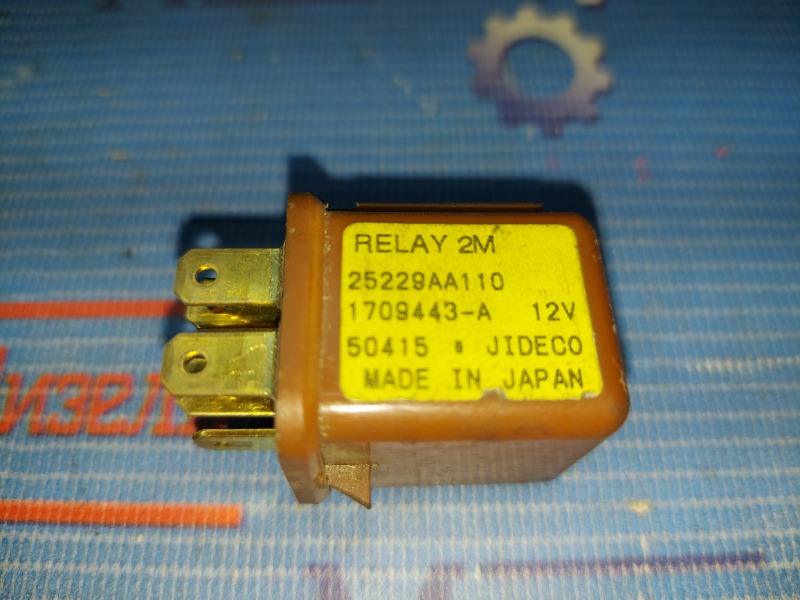 RELAY 2M
25229AA110
1709443-A 12V
50415 JIDECO
MADE IN JAPAN